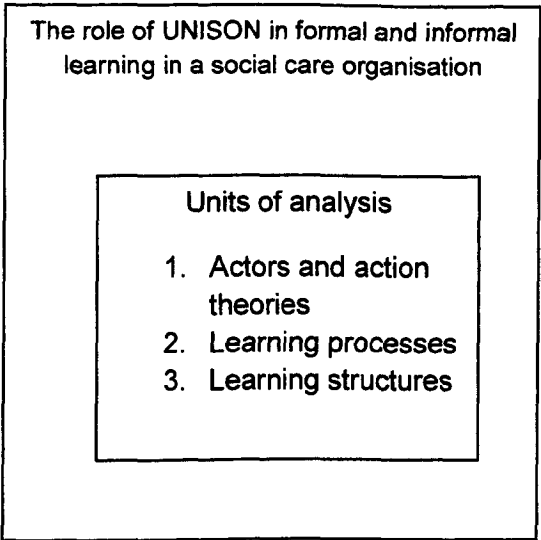 The role of UNISON in formal and informal
learning in a social care organisation
Units of analysis
1. Actors and action
theories
2. Learning processes
3. Learning structures